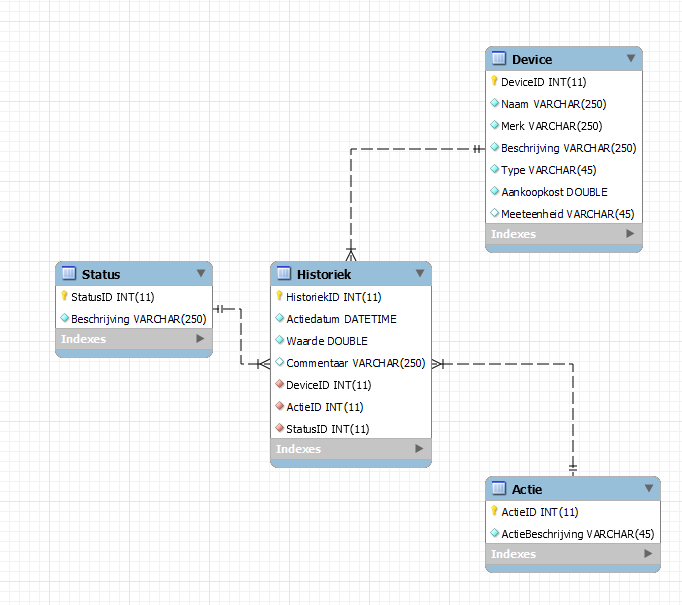 Device
DeviceID INT(11)
Naam VARCHAR(250)
Merk VARCHAR(250)
Beschrijving VARCHAR(250)
Type VARCHAR(45)
Aankoopkost DOUBLE
Meeteenheid VARCHAR(45)
Indexes
Status
StatusID INT(11)
Beschrijving VARCHAR(250)
Indexes
Historiek
HistoriekID INT(11)
Actiedatum DATETIME
Waarde DOUBLE
Commentaar VARCHAR(250)
DeviceID INT(11)
ActieID INT(11)
StatusID INT(11)
Indexes
Actie
ActieID INT(11)
ActieBeschrijving VARCHAR(45)
Indexes